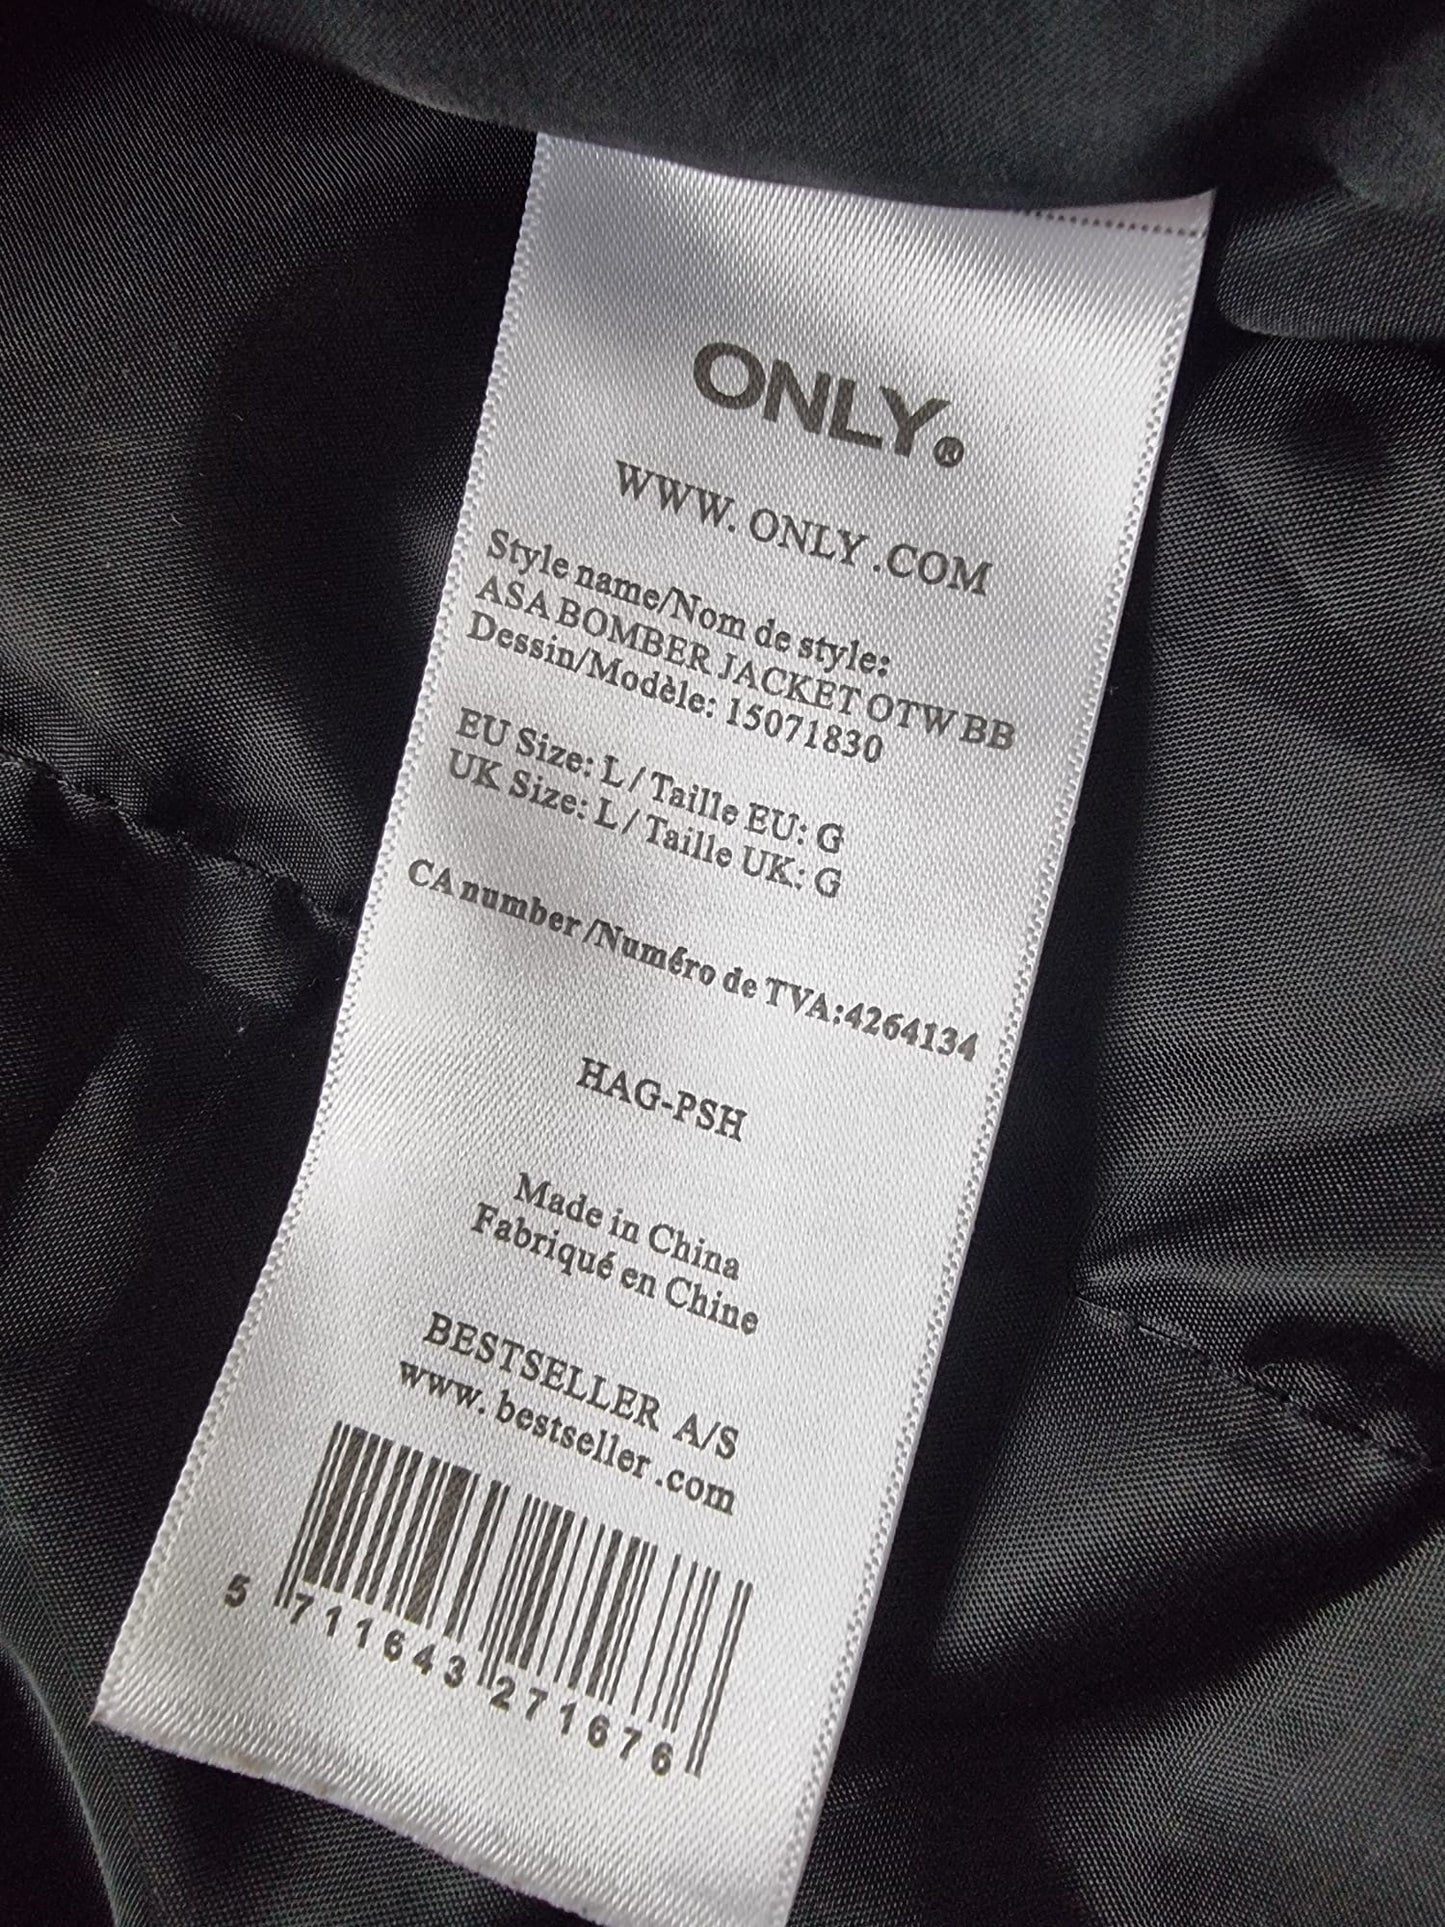 ONLY®
WWW.ONLY.COM
Style name/Nom de style:
ASA BOMBER JACKET OTW BB
Dessin/Modèle: 15071830
EU Size: L / Taille EU: G
UK Size: L / Taille UK: G
CA number/Numéro de TVA:4264134
HAG-PSH
Made in China
Fabriqué en Chine
BESTSELLER A/S
www.bestseller.com
5 711643 271676